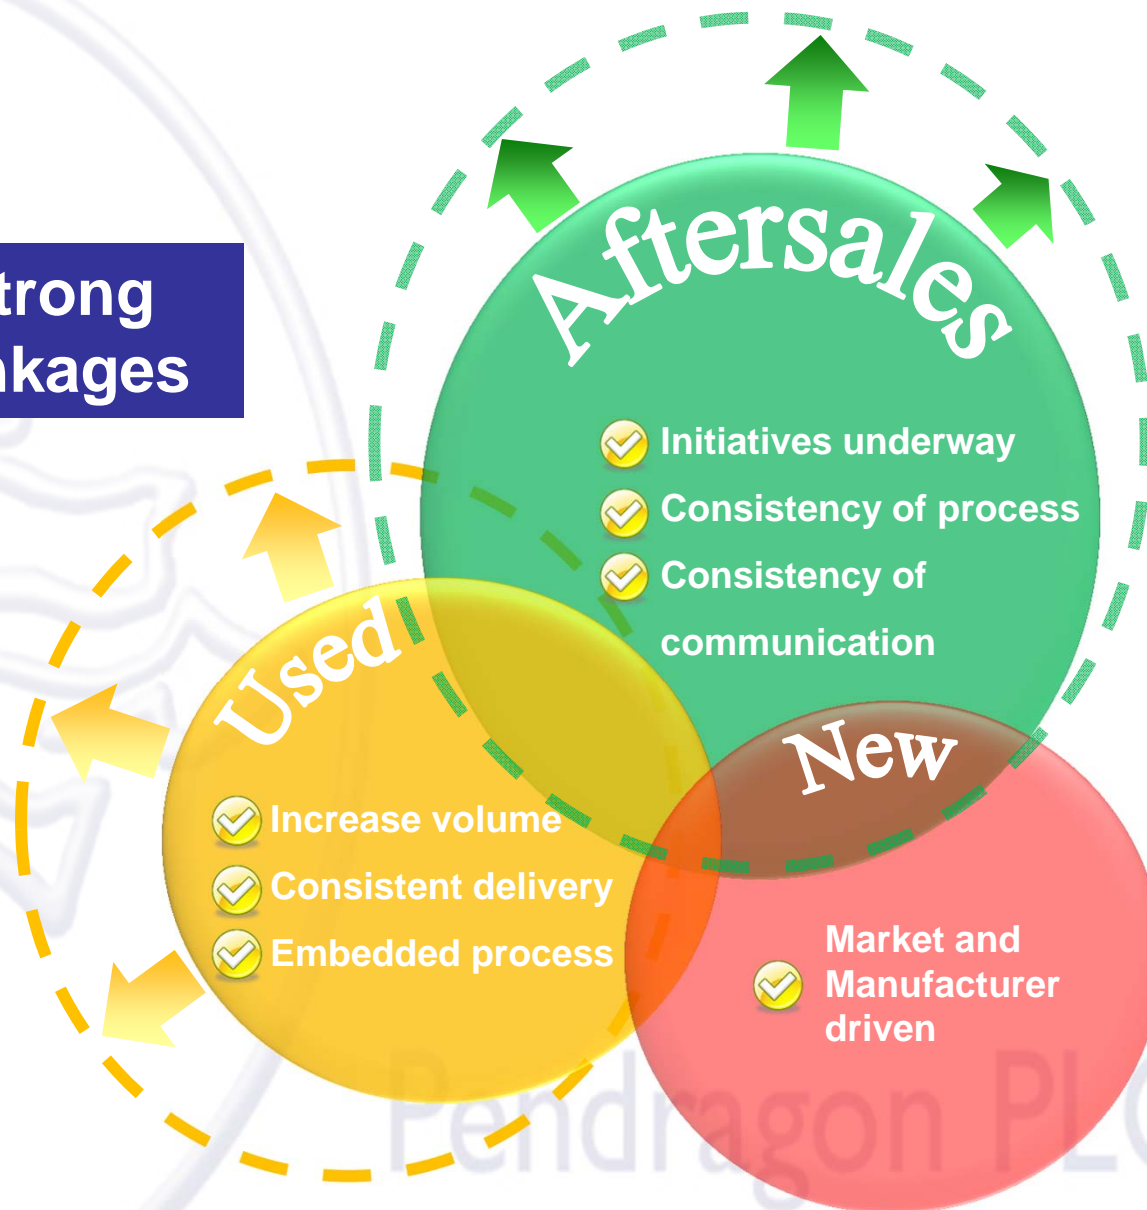 trong
nkages
Aftersales
Initiatives underway
Consistency of process
Consistency of
communication
Used
Increase volume
Consistent delivery
Embedded process
New
Market and
Manufacturer
driven
Pendragon PLC